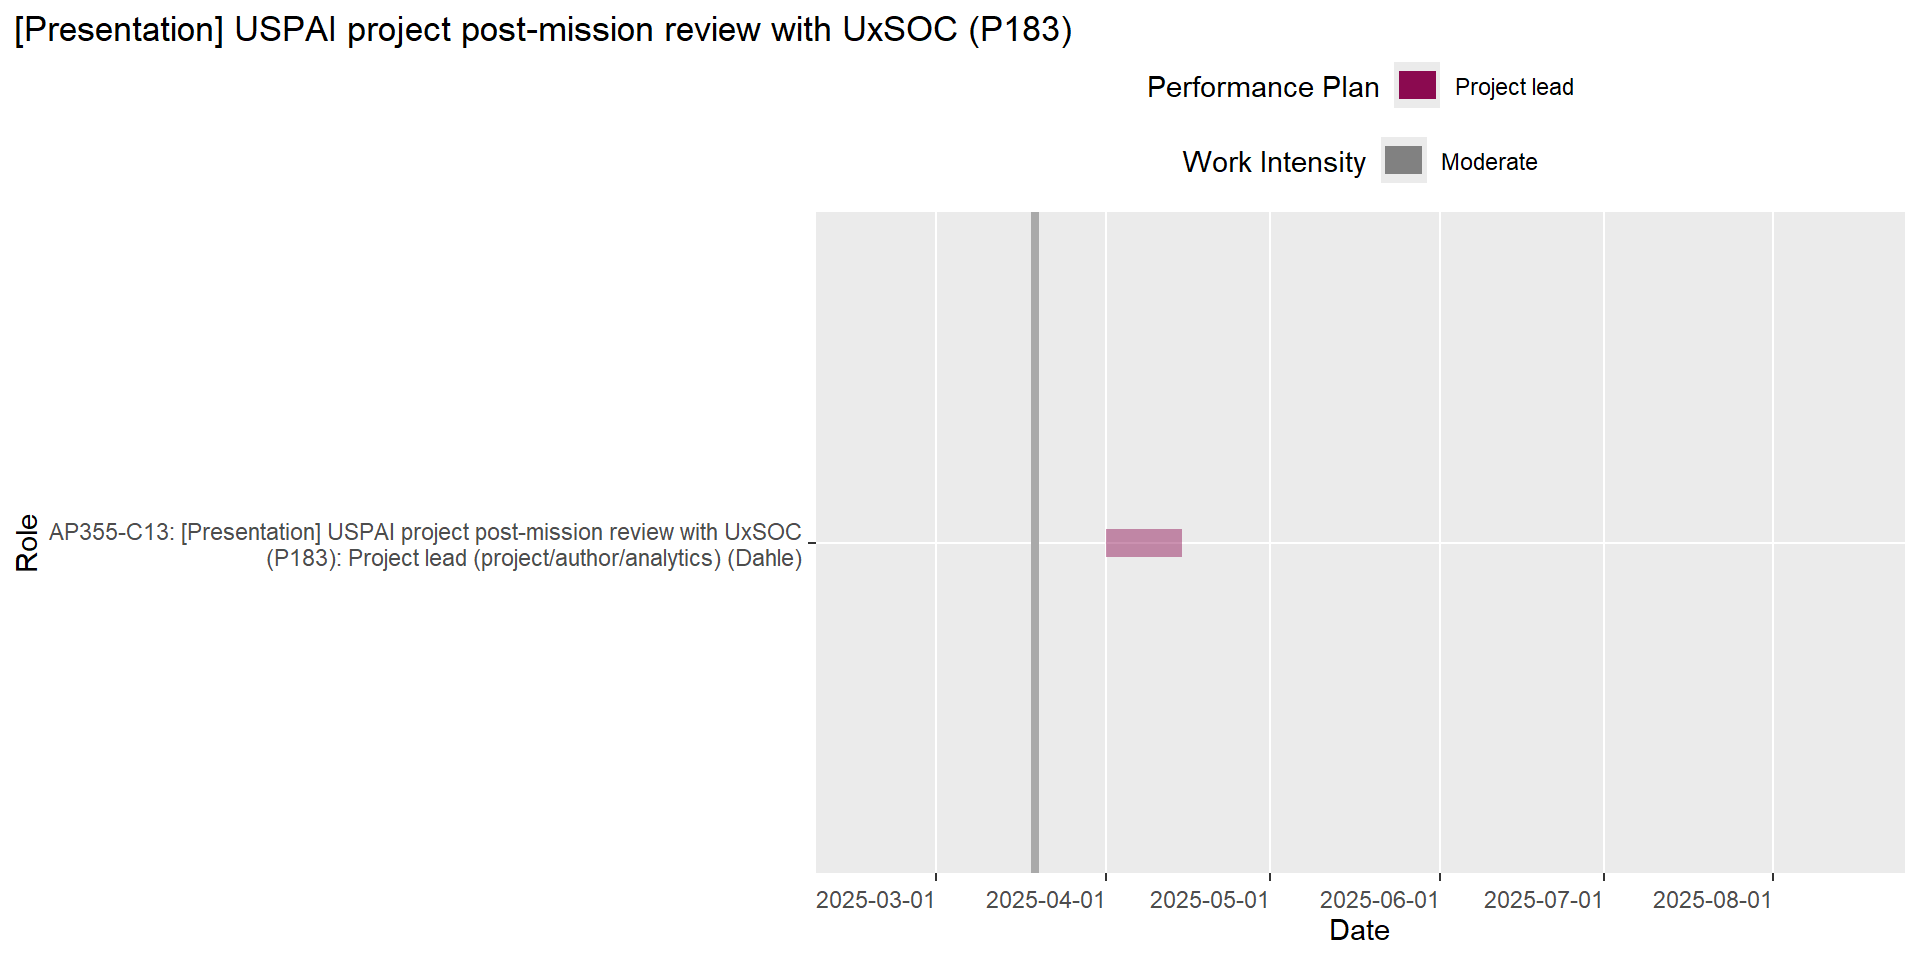 [Presentation] USPAI project post-mission review with UxSOC (P183)
Performance Plan
Project lead
Work Intensity
Moderate
Role
AP355-C13: [Presentation] USPAI project post-mission review with UxSOC
(P183): Project lead (project/author/analytics) (Dahle)
2025-03-01
2025-04-01
2025-05-01
2025-06-01
2025-07-01
2025-08-01
Date